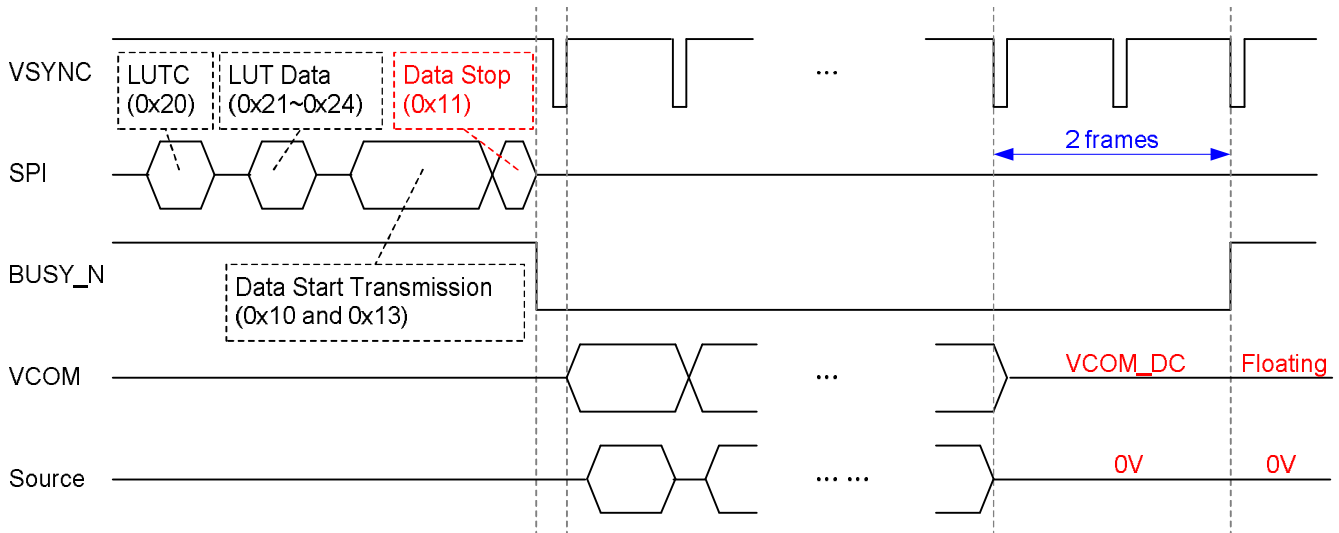 VSYNC
LUTC
(0x20)
LUT Data
(0x21~0x24)
Data Stop
(0x11)
...
2 frames
SPI
BUSY_N
Data Start Transmission
(0x10 and 0x13)
VCOM
...
VCOM_DC
Floating
Source
... ...
0V
0V